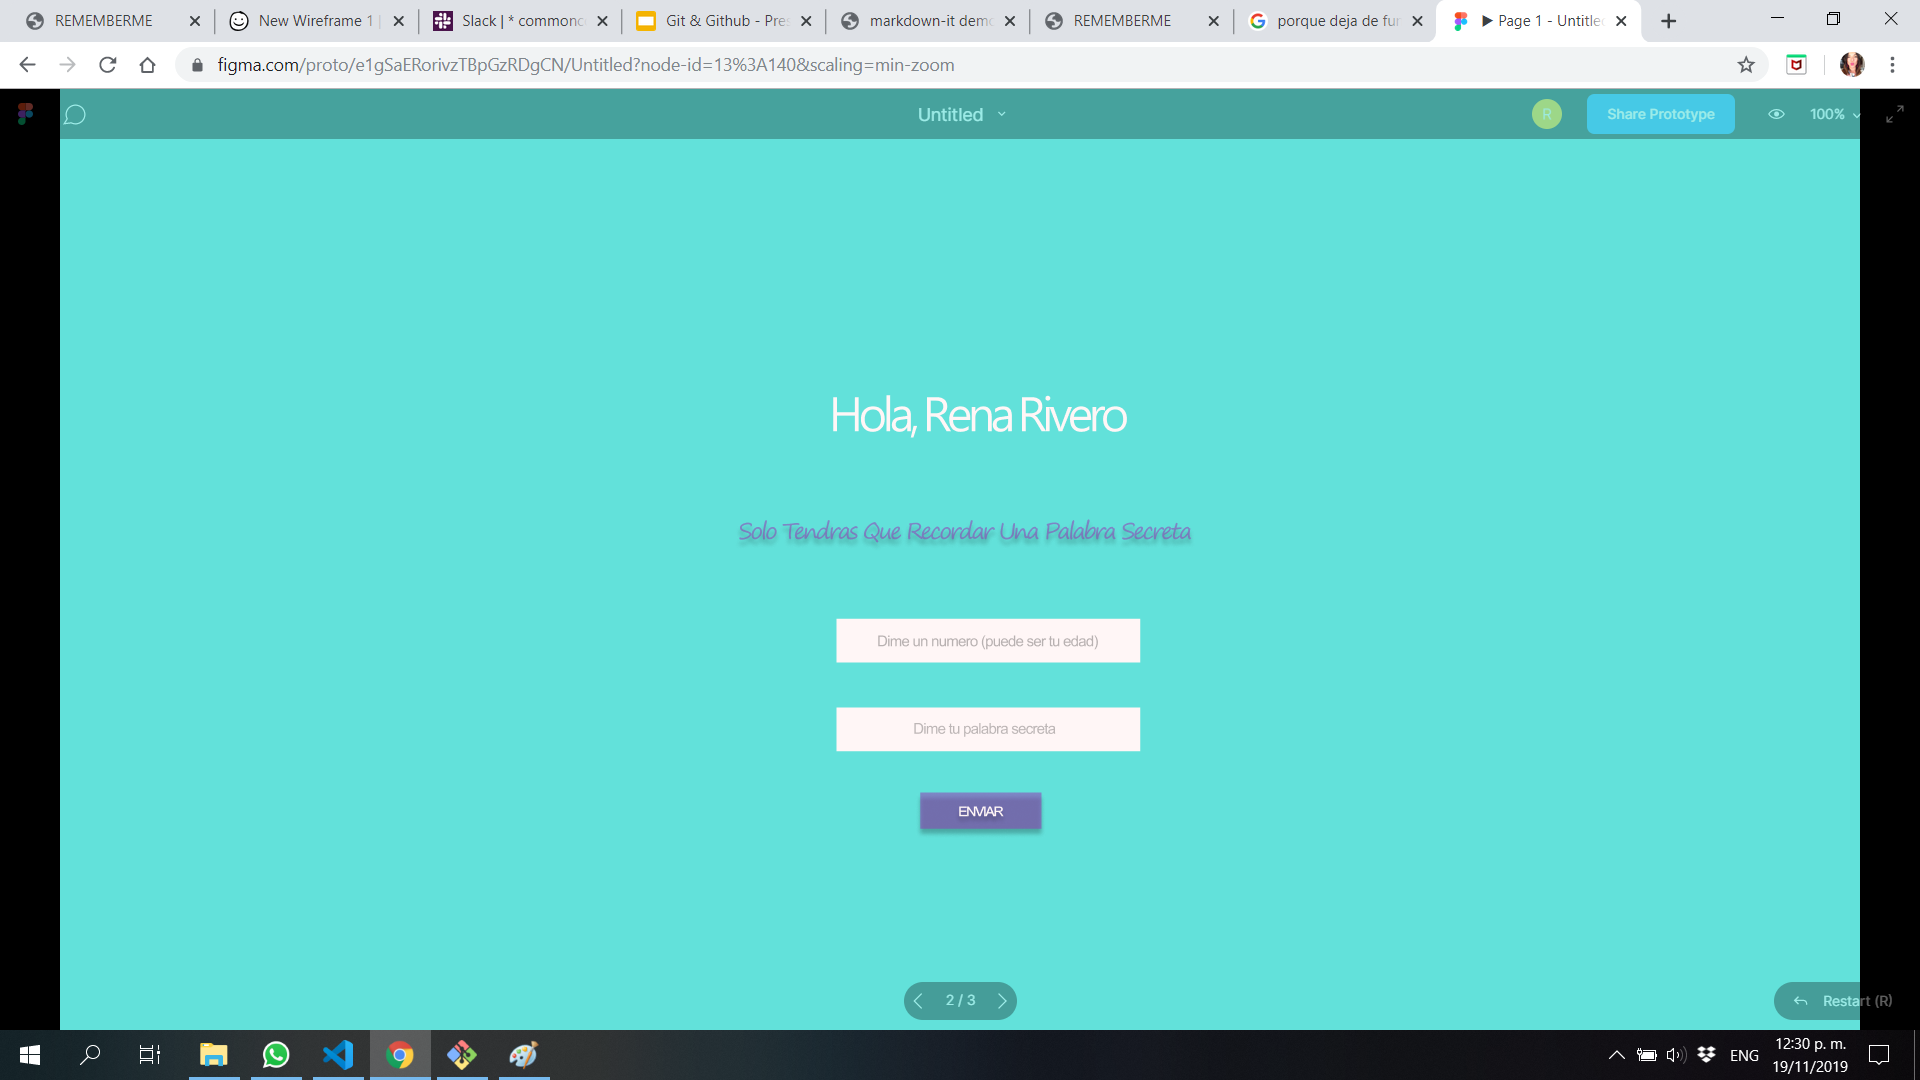 REMEMBERME
New Wireframe 1
Slack | * commonc
Git & Github - Pres
markdown-it demo
REMEMBERME
porque deja de fun
▶ Page 1 - Untitled
figma.com/proto/e1gSaERorivzTBpGzRDgCN/Untitled?node-id=13%3A140&scaling=min-zoom
Untitled
R
Share Prototype
100%
Hola, Rena Rivero
Solo Tendras Que Recordar Una Palabra Secreta
Dime un numero (puede ser tu edad)
Dime tu palabra secreta
ENVIAR
2 / 3
Restart (R)
ENG
12:30 p. m.
19/11/2019